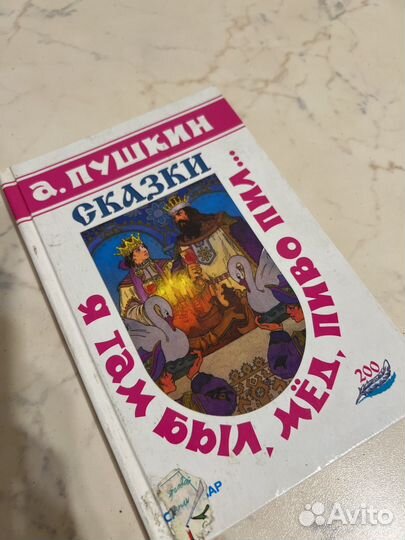 А. ПУШКИН
СКАЗКИ
Я ТАМ БЫЛ, МЁД, ПИВО ПИЛ...
200
Avito